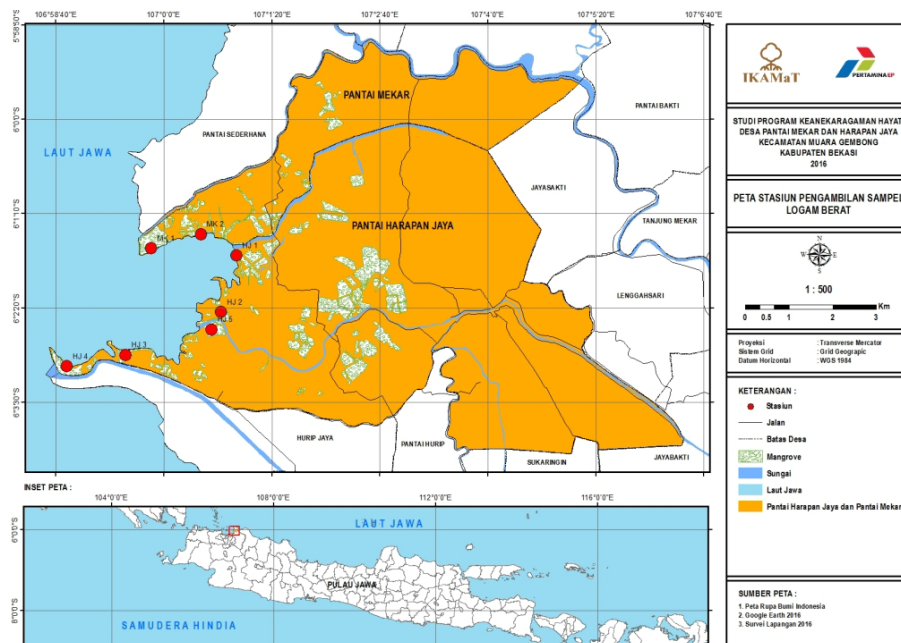 106°58'40"E
107°0'0"E
107°1'20"E
107°2'40"E
107°4'0"E
107°5'20"E
107°6'40"E
5°58'50"S
6°0'0"S
6°1'10"S
6°2'20"S
6°3'30"S
LAUT JAWA
PANTAI SEDERHANA
PANTAI MEKAR
PANTAI BAKTI
JAYASAKTI
TANJUNG MEKAR
PANTAI HARAPAN JAYA
LENGGAHSARI
MK 1
MK 2
HJ 1
HJ 2
HJ 5
HJ 3
HJ 4
HURIP JAYA
PANTAI HURIP
SUKARINGIN
JAYABAKTI
INSET PETA :
104°0'0"E
108°0'0"E
112°0'0"E
116°0'0"E
6°0'0"S
8°0'0"S
LAUT JAWA
PULAU JAWA
SAMUDERA HINDIA
IKAMaT
PERTAMINA EP
STUDI PROGRAM KEANEKARAGAMAN HAYAT
DESA PANTAI MEKAR DAN HARAPAN JAYA
KECAMATAN MUARA GEMBONG
KABUPATEN BEKASI
2016
PETA STASIUN PENGAMBILAN SAMPEL
LOGAM BERAT
N
W E
S
1 : 500
0 0.5 1 2 3 Km
Proyeksi : Transverse Mercator
Sistem Grid : Grid Geograpic
Datum Horizontal : WGS 1984
KETERANGAN :
Stasiun
Jalan
Batas Desa
Mangrove
Sungai
Laut Jawa
Pantai Harapan Jaya dan Pantai Mekar
SUMBER PETA :
1. Peta Rupa Bumi Indonesia
2. Google Earth 2016
3. Survei Lapangan 2016